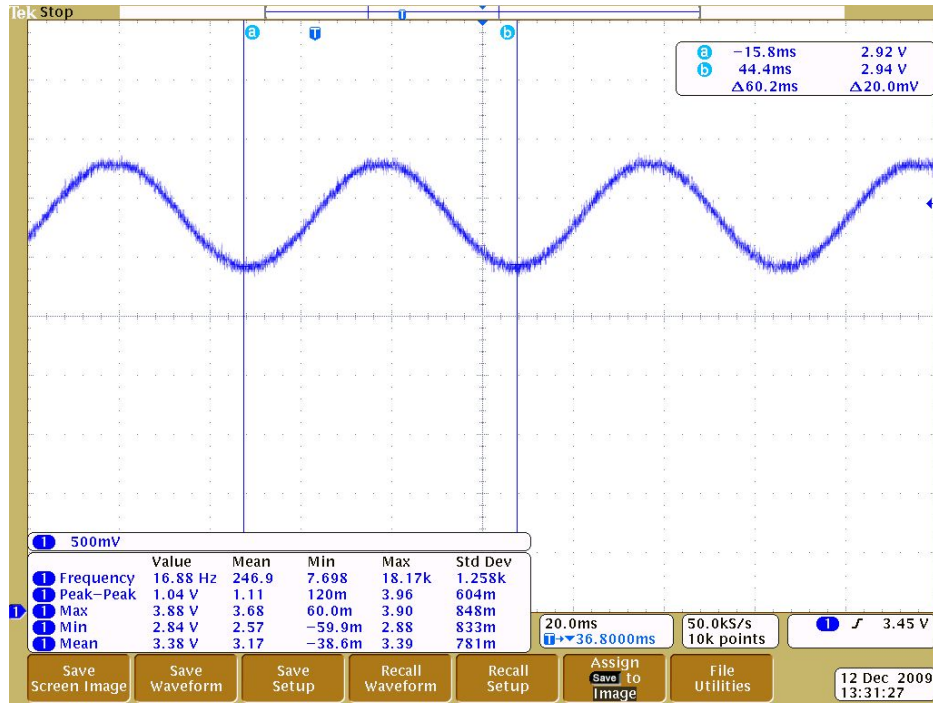 Tek Stop
T
a T b
a −15.8ms 2.92 V
b 44.4ms 2.94 V
Δ60.2ms Δ20.0mV
1 500mV
Value Mean Min Max Std Dev
1 Frequency 16.88 Hz 246.9 7.698 18.17k 1.258k
1 Peak−Peak 1.04 V 1.11 120m 3.96 604m
1 Max 3.88 V 3.68 60.0m 3.90 848m
1 Min 2.84 V 2.57 −59.9m 2.88 833m
1 Mean 3.38 V 3.17 −38.6m 3.39 781m
1
20.0ms
T→▼36.8000ms
50.0kS/s
10k points
1 ƒ 3.45 V
Save Screen Image
Save Waveform
Save Setup
Recall Waveform
Recall Setup
Assign Save to Image
File Utilities
12 Dec 2009
13:31:27